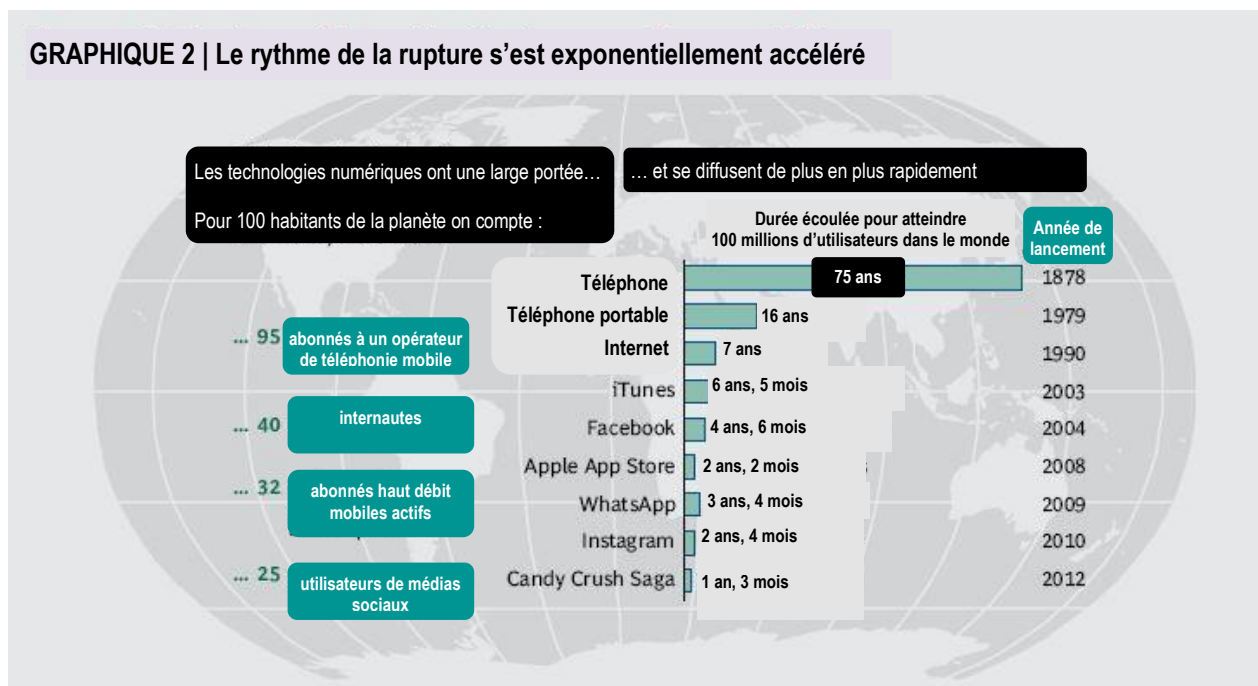 GRAPHIQUE 2 | Le rythme de la rupture s’est exponentiellement accéléré
Les technologies numériques ont une large portée…
Pour 100 habitants de la planète on compte :
... 95 abonnés à un opérateur
de téléphonie mobile
... 40 internautes
... 32 abonnés haut débit
mobiles actifs
... 25 utilisateurs de médias
sociaux
… et se diffusent de plus en plus rapidement
Durée écoulée pour atteindre
100 millions d’utilisateurs dans le monde
Année de
lancement
Téléphone 75 ans 1878
Téléphone portable 16 ans 1979
Internet 7 ans 1990
iTunes 6 ans, 5 mois 2003
Facebook 4 ans, 6 mois 2004
Apple App Store 2 ans, 2 mois 2008
WhatsApp 3 ans, 4 mois 2009
Instagram 2 ans, 4 mois 2010
Candy Crush Saga 1 an, 3 mois 2012